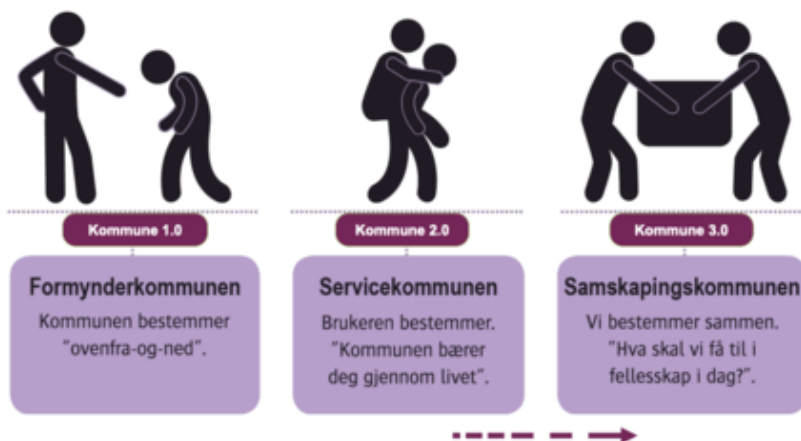 Kommune 1.0
Formynderkommunen
Kommunen bestemmer
"ovenfra-og-ned".
Kommune 2.0
Servicekommunen
Brukeren bestemmer.
"Kommunen bærer
deg gjennom livet".
Kommune 3.0
Samskapingskommunen
Vi bestemmer sammen.
"Hva skal vi få til i
fellesskap i dag?".